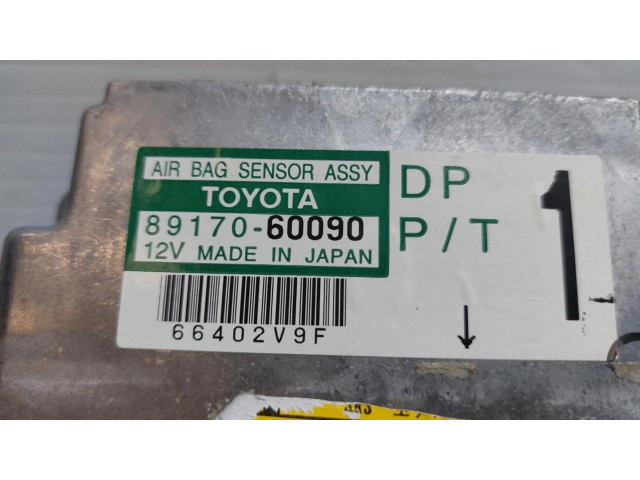 AIR BAG SENSOR ASSY
TOYOTA
89170-60090
12V MADE IN JAPAN
66402V9F
DP
P/T
1